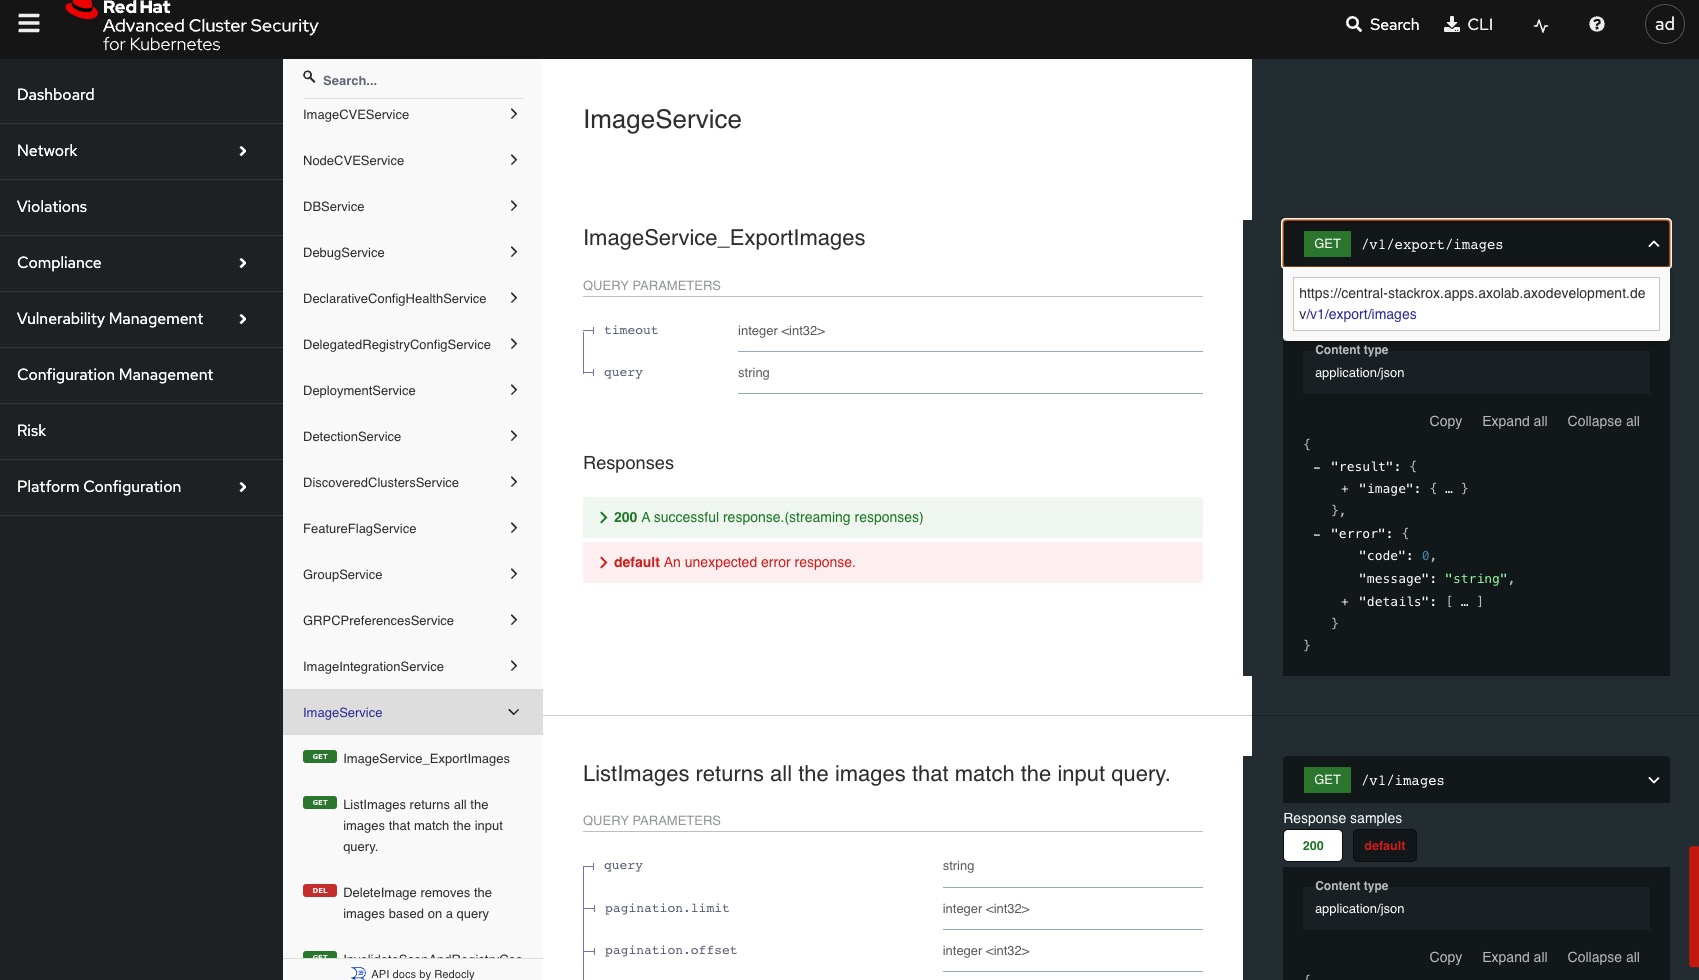 Red Hat
Advanced Cluster Security
for Kubernetes
Search
CLI
ad
Dashboard
Network
Violations
Compliance
Vulnerability Management
Configuration Management
Risk
Platform Configuration
Search...
ImageCVEService
NodeCVEService
DBService
DebugService
DeclarativeConfigHealthService
DelegatedRegistryConfigService
DeploymentService
DetectionService
DiscoveredClustersService
FeatureFlagService
GroupService
GRPCPreferencesService
ImageIntegrationService
ImageService
GET ImageService_ExportImages
GET ListImages returns all the
images that match the input
query.
DEL DeleteImage removes the
images based on a query
API docs by Redocly
ImageService
ImageService_ExportImages
QUERY PARAMETERS
timeout integer <int32>
query string
Responses
200 A successful response.(streaming responses)
default An unexpected error response.
ListImages returns all the images that match the input query.
QUERY PARAMETERS
query string
pagination.limit integer <int32>
pagination.offset integer <int32>
GET /v1/export/images
https://central-stackrox.apps.axolab.axodevelopment.de
v/v1/export/images
Content type
application/json
Copy Expand all Collapse all
{
– "result": {
+ "image": { … }
},
– "error": {
"code": 0,
"message": "string",
+ "details": [ … ]
}
}
GET /v1/images
Response samples
200 default
Content type
application/json
Copy Expand all Collapse all